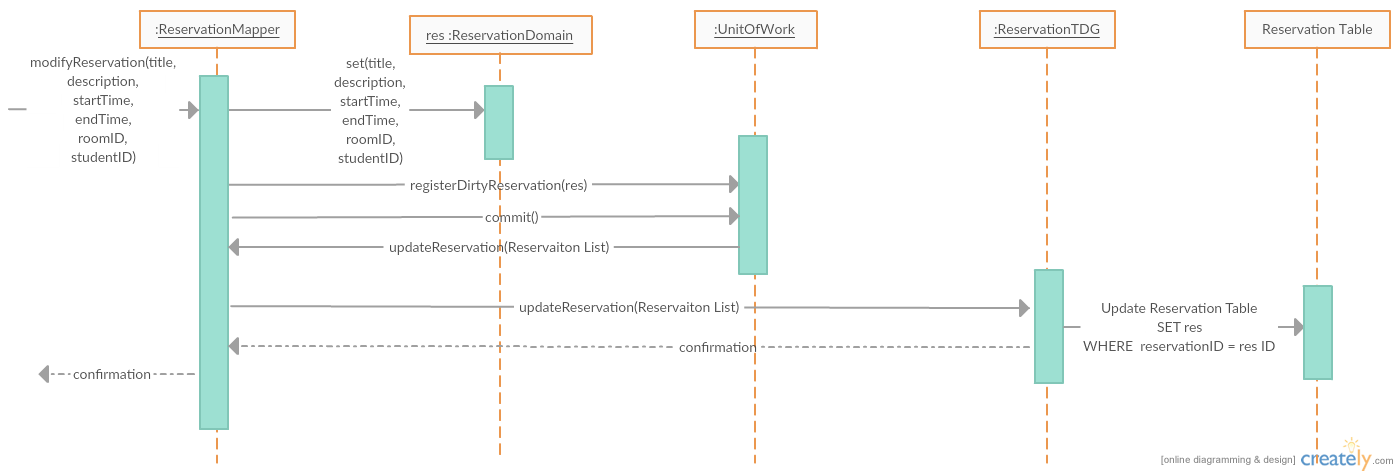 :ReservationMapper
res :ReservationDomain
:UnitOfWork
:ReservationTDG
Reservation Table
modifyReservation(title,
description,
startTime,
endTime,
roomID,
studentID)
set(title,
description,
startTime,
endTime,
roomID,
studentID)
registerDirtyReservation(res)
commit()
updateReservation(Reservaiton List)
updateReservation(Reservaiton List)
Update Reservation Table
SET res
WHERE reservationID = res ID
confirmation
confirmation
[online diagramming & design] creately.com